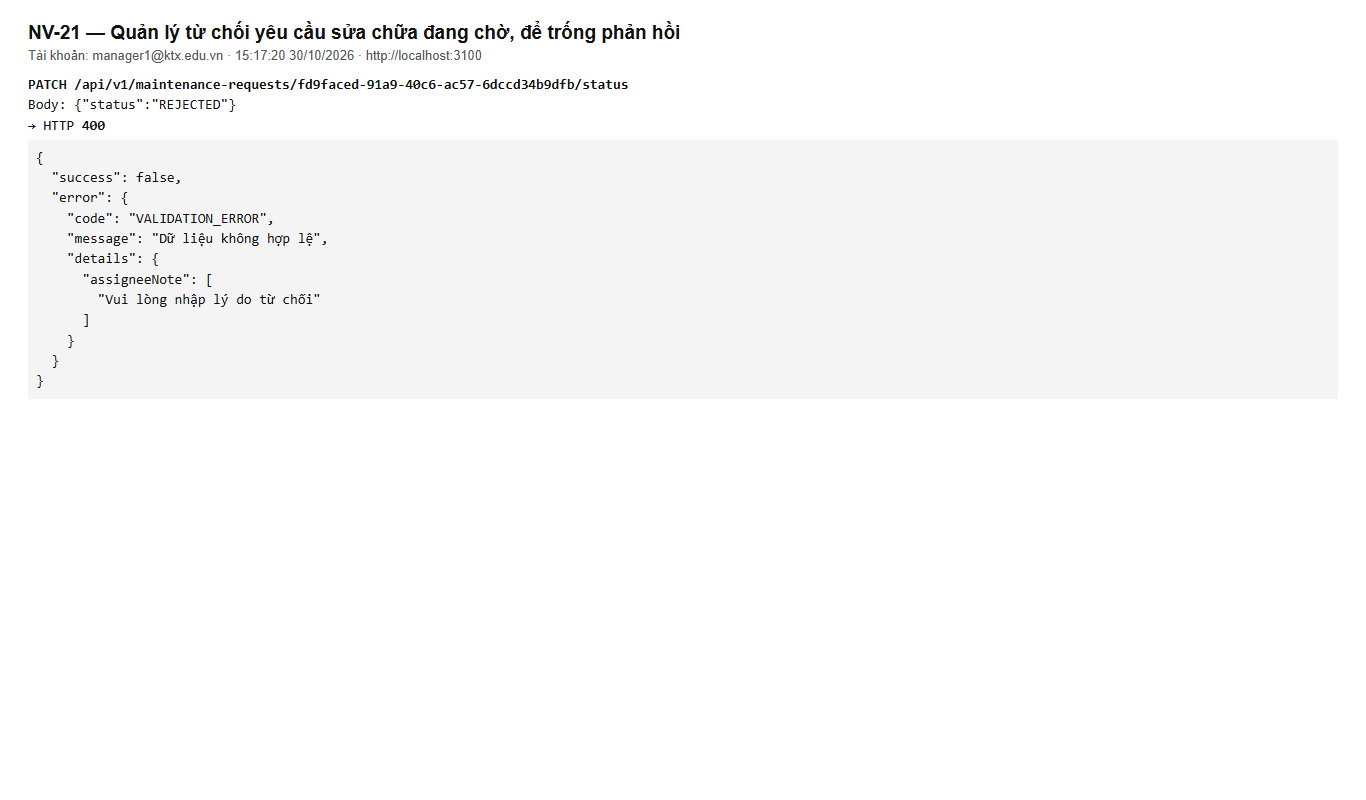 NV-21 — Quản lý từ chối yêu cầu sửa chữa đang chờ, để trống phản hồi
Tài khoản: manager1@ktx.edu.vn · 15:17:20 30/10/2026 · http://localhost:3100
PATCH /api/v1/maintenance-requests/fd9faced-91a9-40c6-ac57-6dccd34b9dfb/status
Body: {"status":"REJECTED"}
→ HTTP 400
{
  "success": false,
  "error": {
    "code": "VALIDATION_ERROR",
    "message": "Dữ liệu không hợp lệ",
    "details": {
      "assigneeNote": [
        "Vui lòng nhập lý do từ chối"
      ]
    }
  }
}